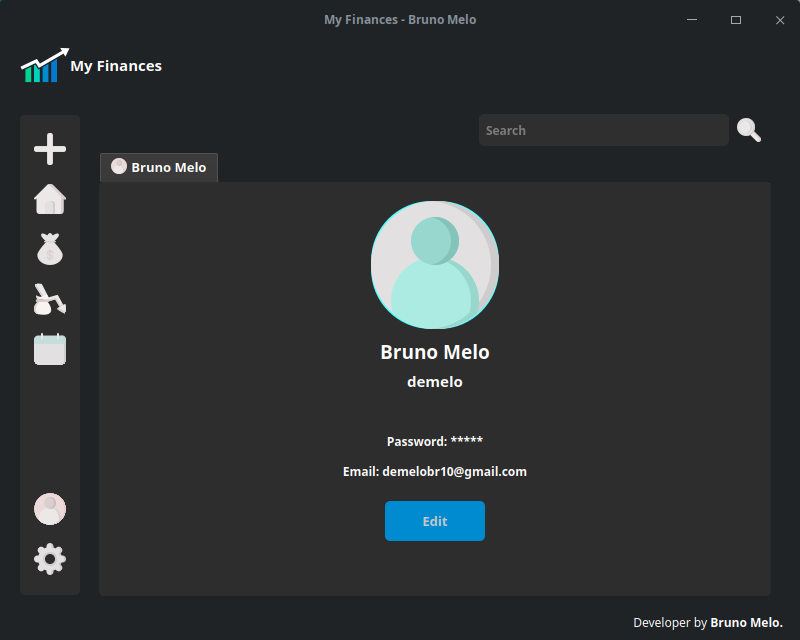 My Finances - Bruno Melo
My Finances
Search
Bruno Melo
Bruno Melo
demelo
Password: *****
Email: demelobr10@gmail.com
Edit
Developer by Bruno Melo.